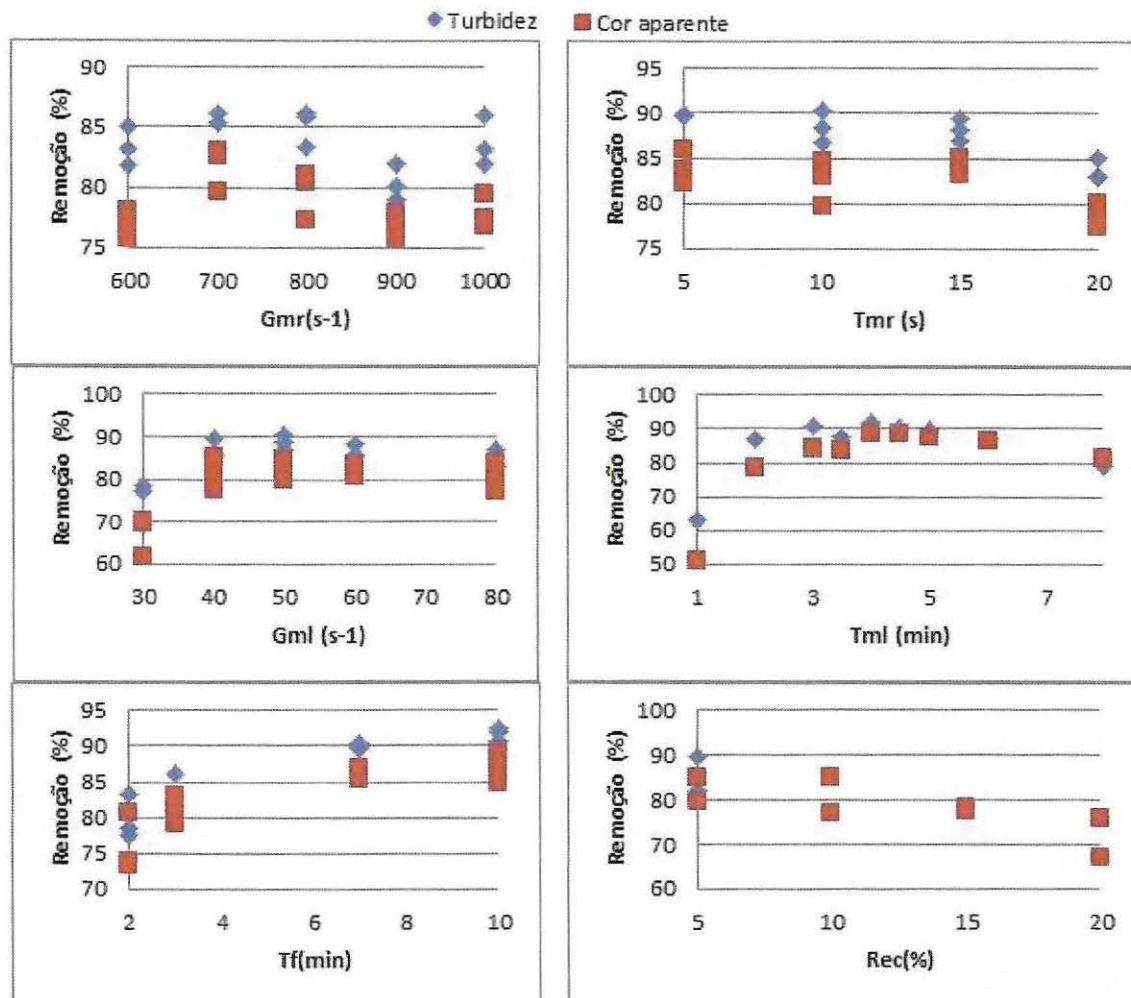 Turbidez Cor aparente
Remoção (%)
90
85
80
75
600 700 800 900 1000
Gmr(s-1)
Remoção (%)
95
90
85
80
75
5 10 15 20
Tmr (s)
Remoção (%)
100
90
80
70
60
30 40 50 60 70 80
Gml (s-1)
Remoção (%)
100
90
80
70
60
50
1 3 5 7
Tml (min)
Remoção (%)
95
90
85
80
75
70
2 4 6 8 10
Tf(min)
Remoção (%)
100
90
80
70
60
5 10 15 20
Rec(%)